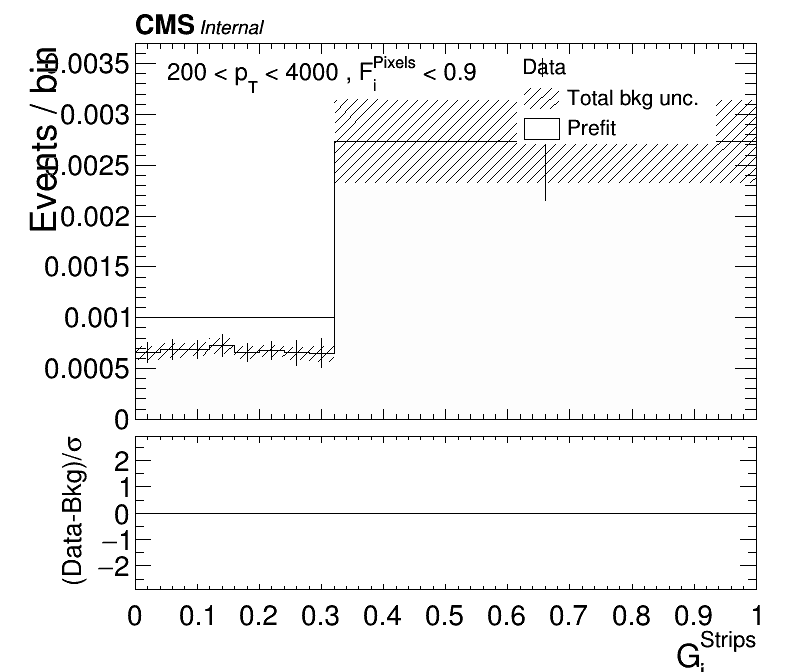 CMS Internal
200 < p_T < 4000 , F_i^Pixels < 0.9
Data
Total bkg unc.
Prefit
Events / bin
0.0035
0.003
0.0025
0.002
0.0015
0.001
0.0005
0
(Data-Bkg)/σ
2
1
0
−1
−2
0 0.1 0.2 0.3 0.4 0.5 0.6 0.7 0.8 0.9 1
G_i^Strips